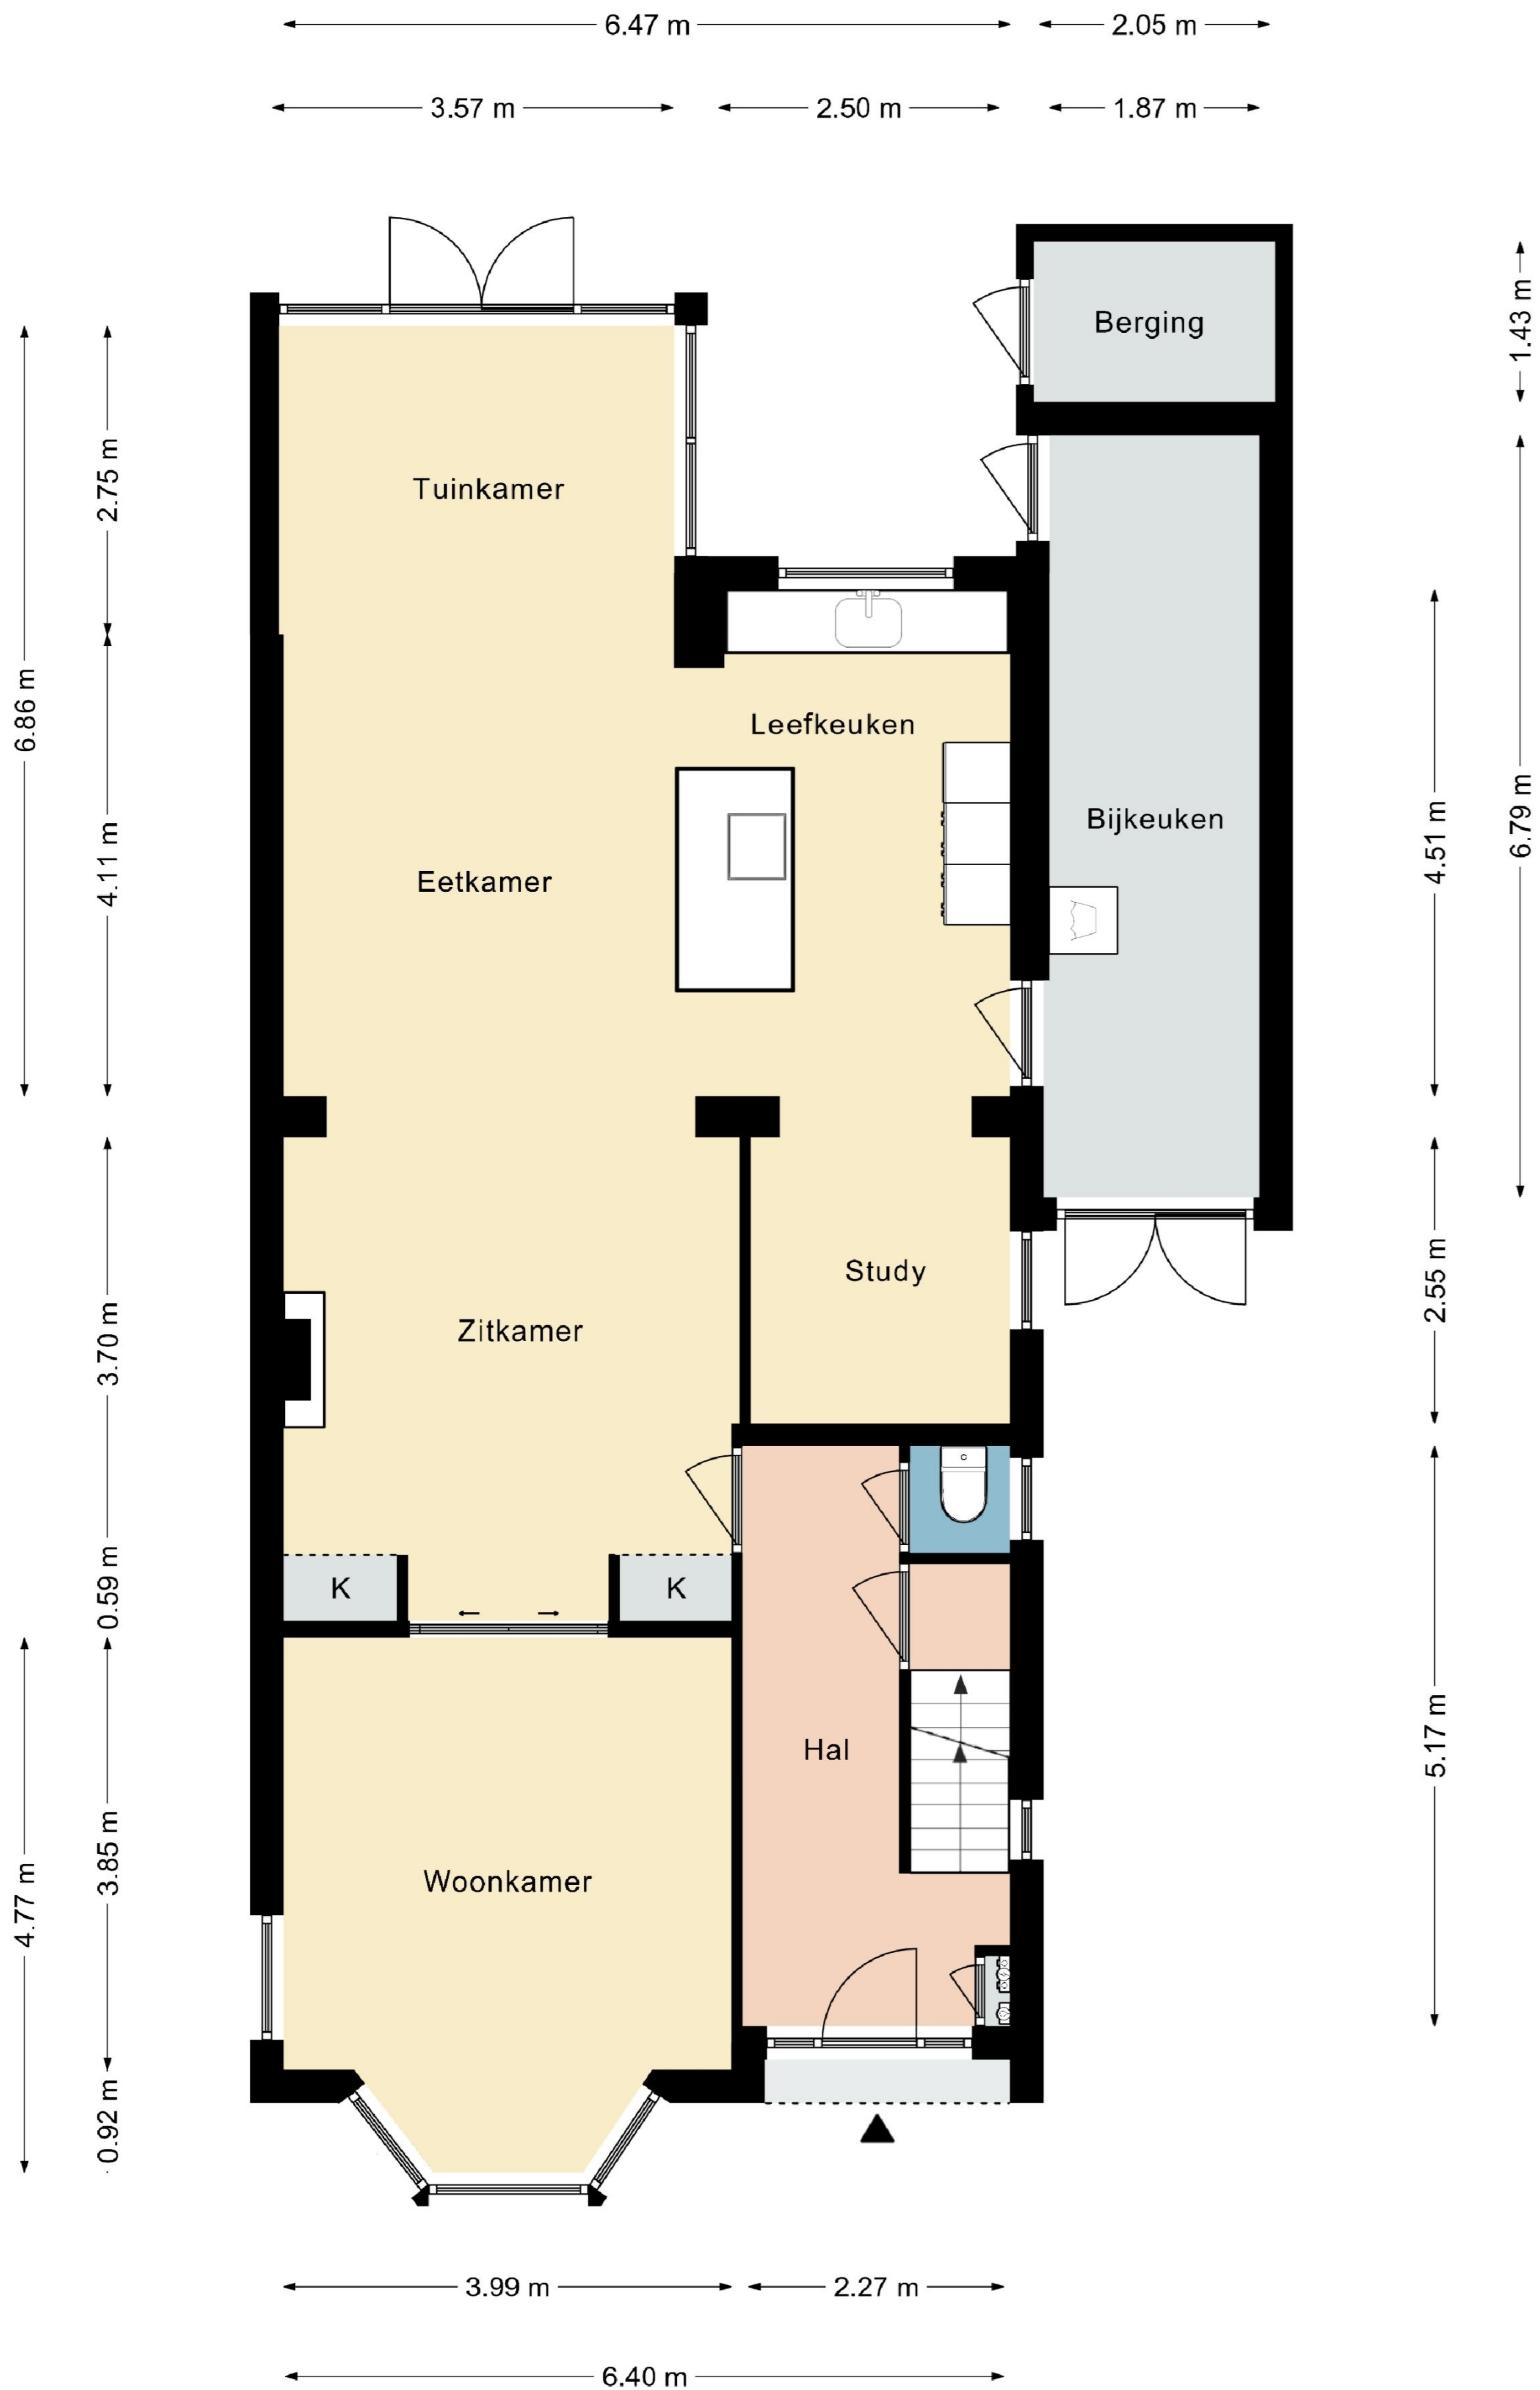 6.47 m
2.05 m
3.57 m
2.50 m
1.87 m
Berging
1.43 m
2.75 m
Tuinkamer
6.86 m
Leefkeuken
4.11 m
Eetkamer
Bijkeuken
4.51 m
6.79 m
Study
2.55 m
3.70 m
Zitkamer
0.59 m
K
K
Hal
5.17 m
3.85 m
4.77 m
Woonkamer
0.92 m
3.99 m
2.27 m
6.40 m